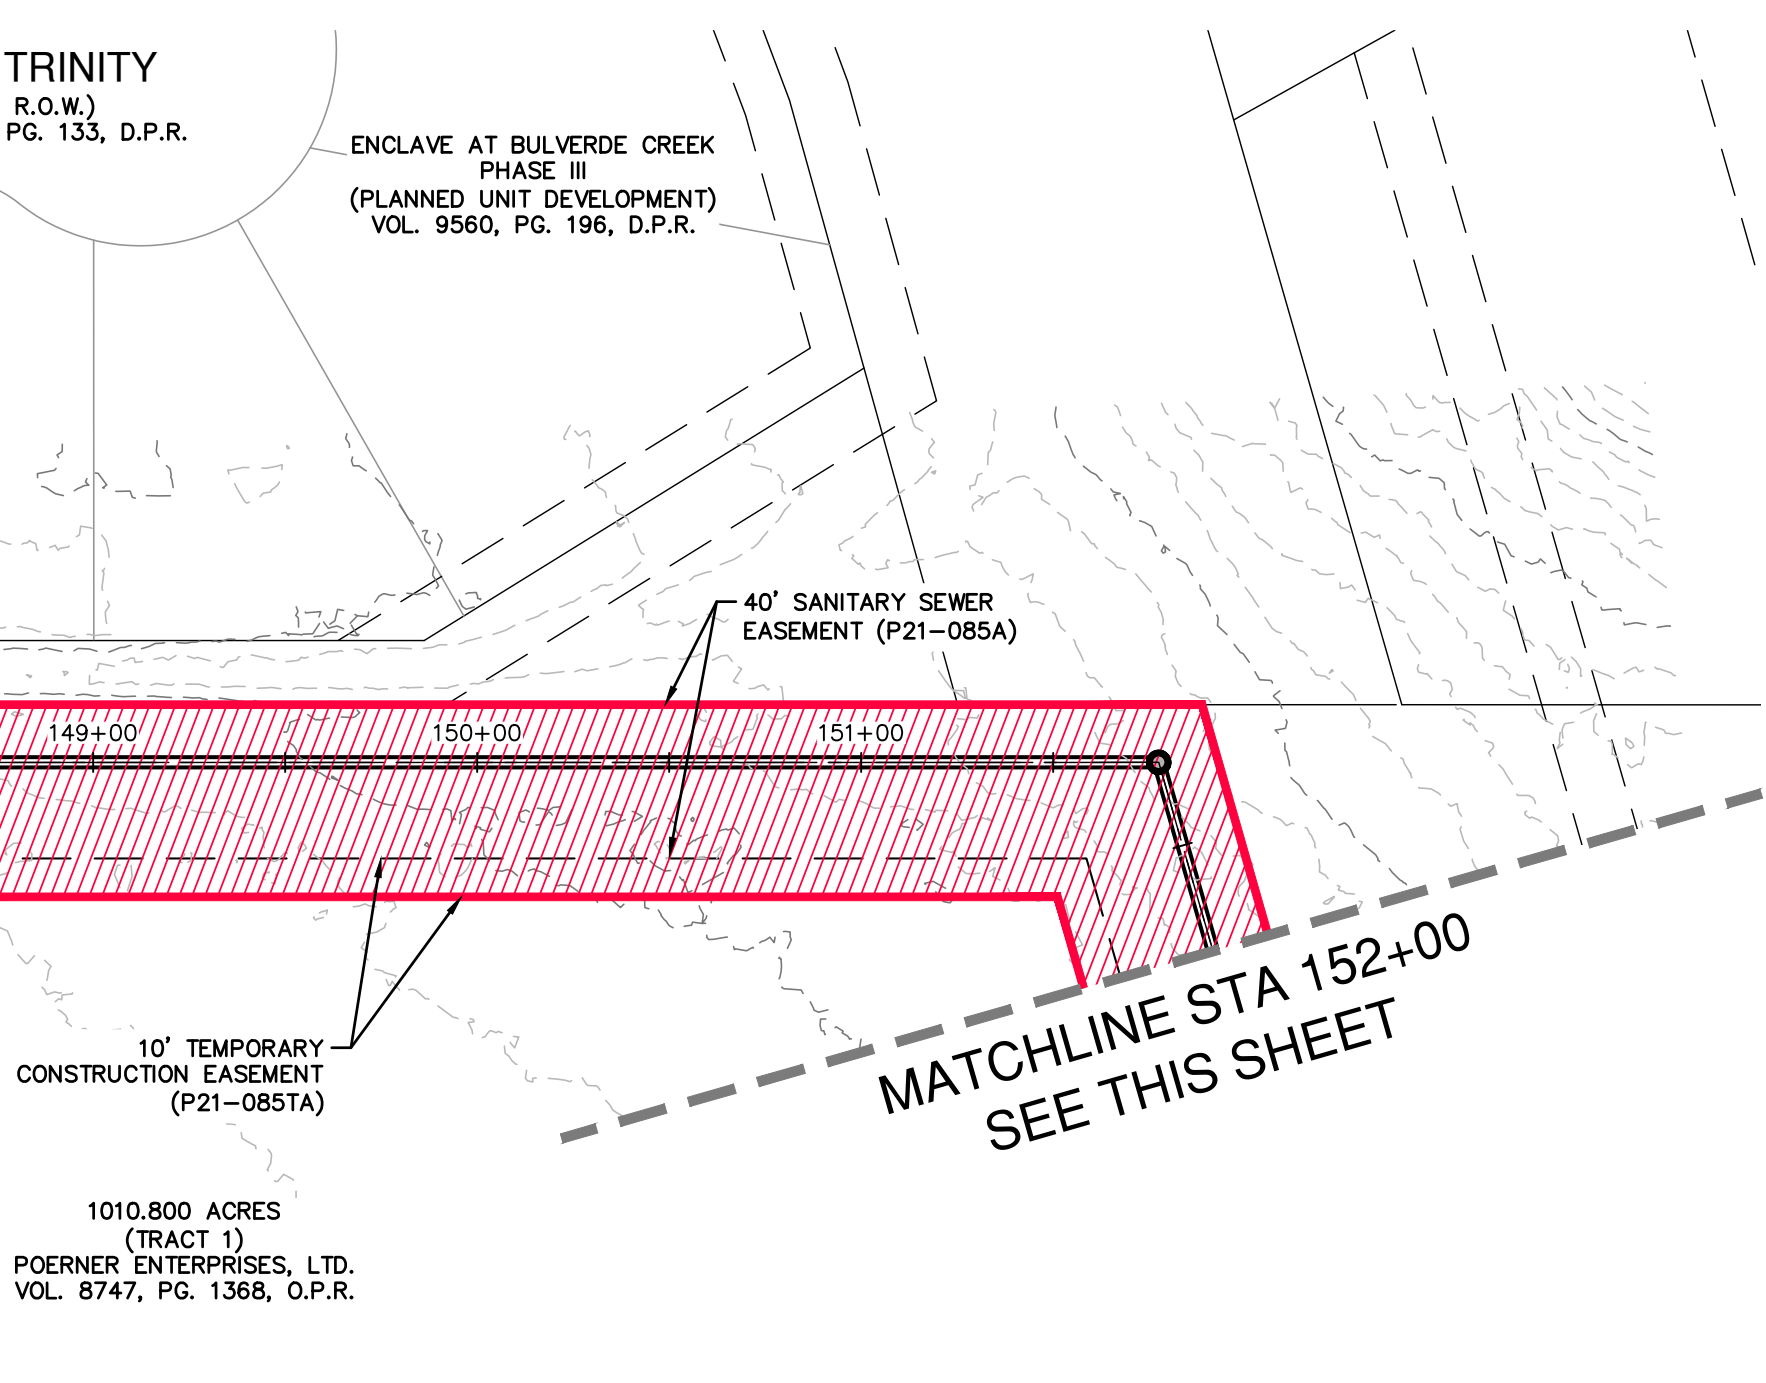 TRINITY
R.O.W.)
PG. 133, D.P.R.
ENCLAVE AT BULVERDE CREEK
PHASE III
(PLANNED UNIT DEVELOPMENT)
VOL. 9560, PG. 196, D.P.R.
40' SANITARY SEWER
EASEMENT (P21-085A)
149+00
150+00
151+00
MATCHLINE STA 152+00
SEE THIS SHEET
10' TEMPORARY
CONSTRUCTION EASEMENT
(P21-085TA)
1010.800 ACRES
(TRACT 1)
POERNER ENTERPRISES, LTD.
VOL. 8747, PG. 1368, O.P.R.